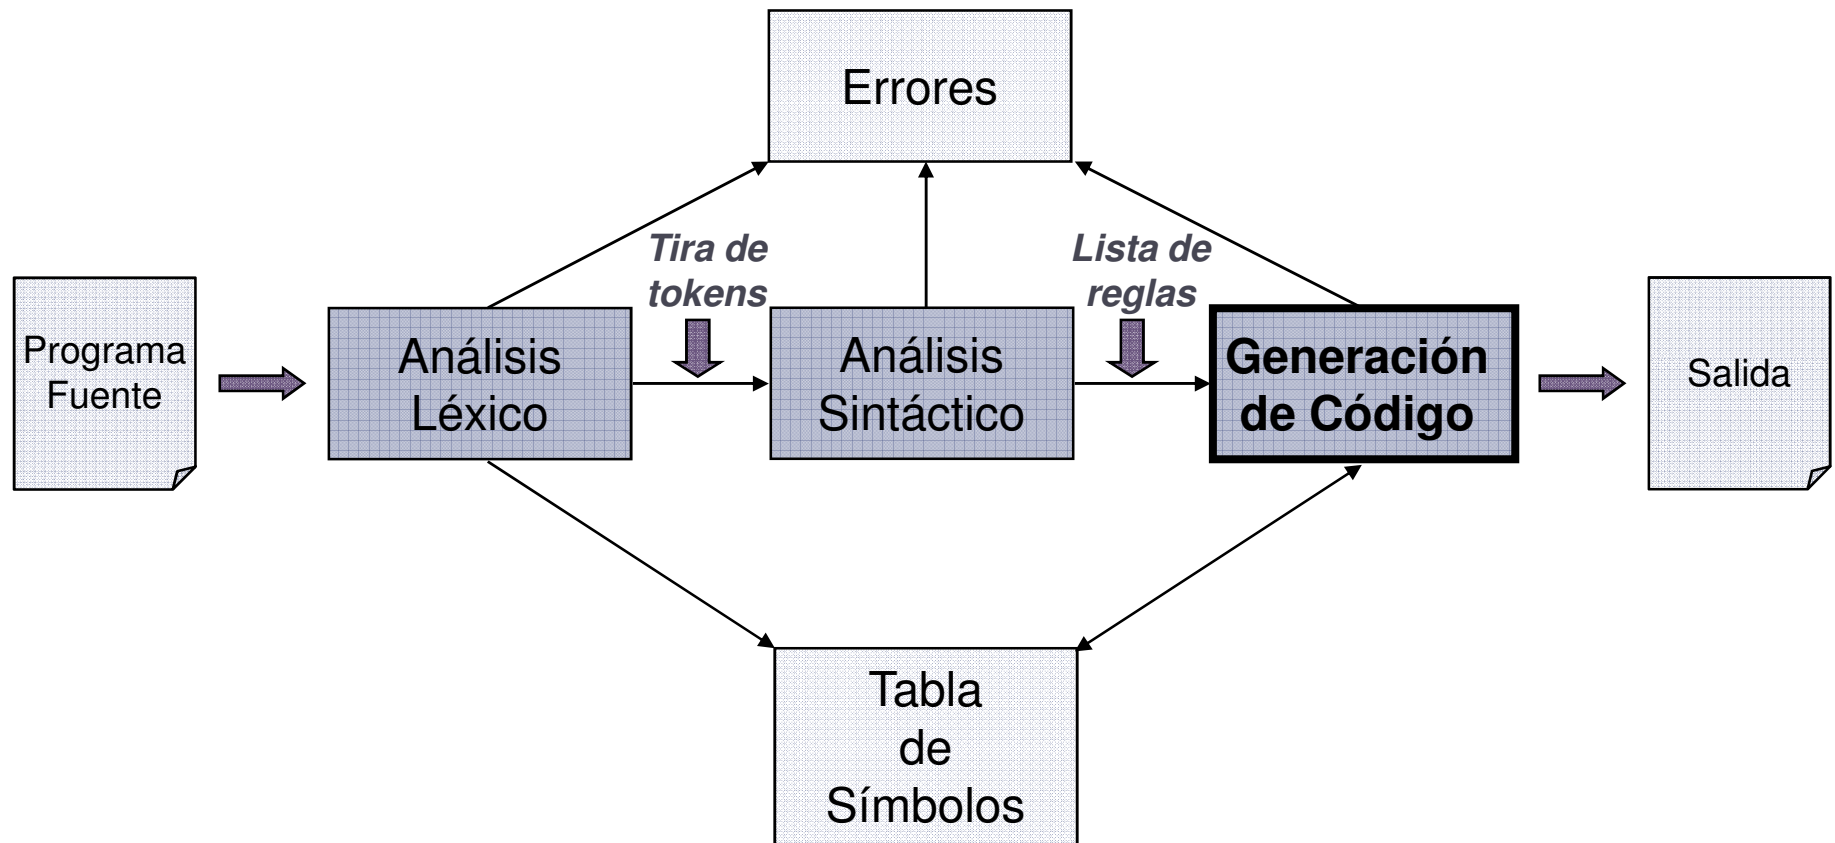 Errores
Tira de
tokens
Lista de
reglas
Programa
Fuente
Análisis
Léxico
Análisis
Sintáctico
Generación
de Código
Salida
Tabla
de
Símbolos